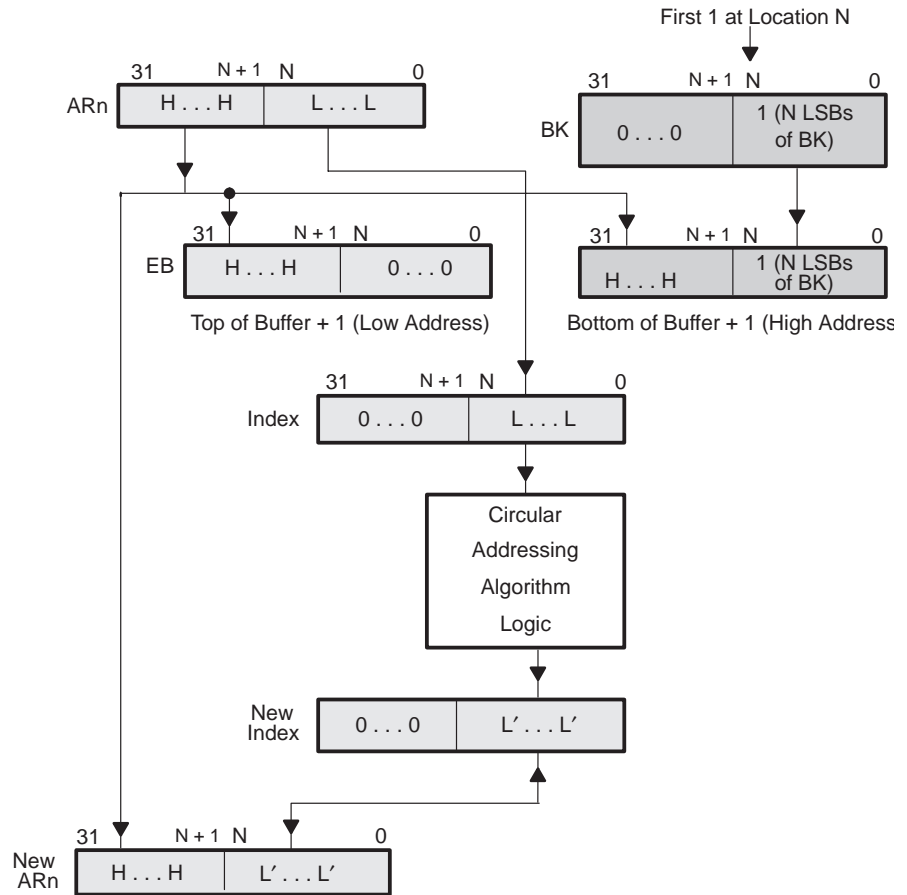 First 1 at Location N
31 N + 1 N 0
ARn H . . . H L . . . L
31 N + 1 N 0
BK 0 . . . 0 1 (N LSBs
of BK)
31 N + 1 N 0
EB H . . . H 0 . . . 0
Top of Buffer + 1 (Low Address)
31 N + 1 N 0
H . . . H 1 (N LSBs
of BK)
Bottom of Buffer + 1 (High Address
31 N + 1 N 0
Index 0 . . . 0 L . . . L
Circular
Addressing
Algorithm
Logic
New
Index 0 . . . 0 L′ . . . L′
31 N + 1 N 0
New
ARn H . . . H L′ . . . L′